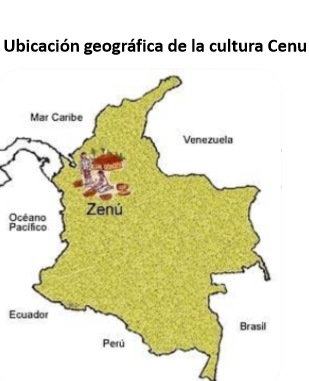 Ubicación geográfica de la cultura Cenu
Mar Caribe
Venezuela
Zenú
Océano
Pacífico
Ecuador
Brasil
Perú